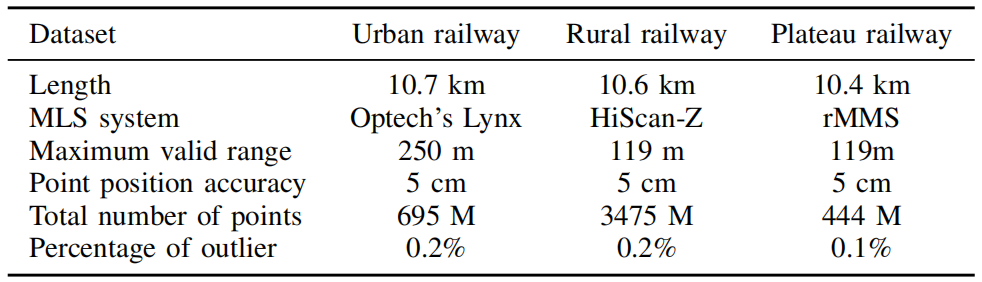 Dataset Urban railway Rural railway Plateau railway
Length 10.7 km 10.6 km 10.4 km
MLS system Optech's Lynx HiScan-Z rMMS
Maximum valid range 250 m 119 m 119m
Point position accuracy 5 cm 5 cm 5 cm
Total number of points 695 M 3475 M 444 M
Percentage of outlier 0.2% 0.2% 0.1%